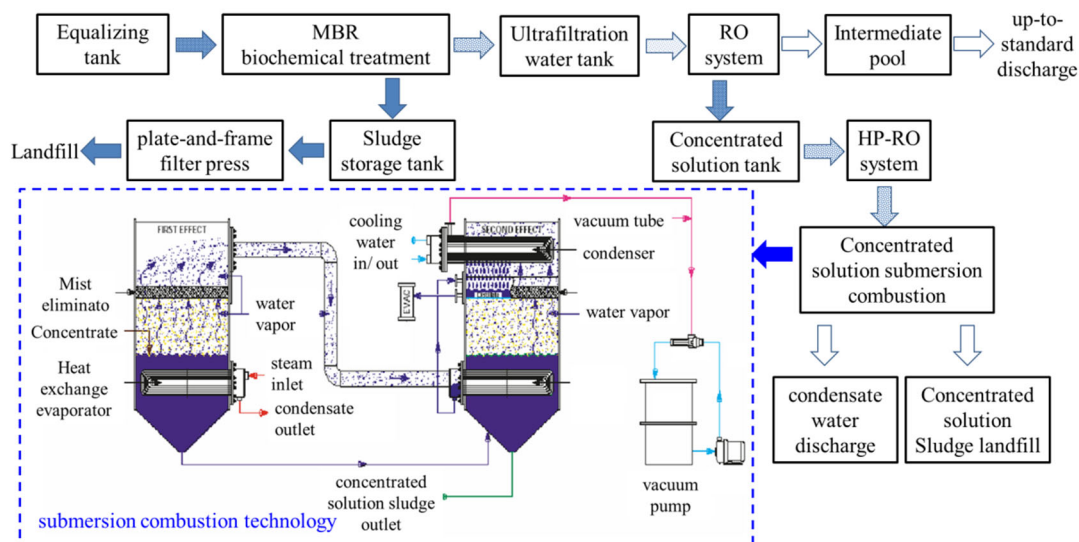 Equalizing
tank
MBR
biochemical treatment
Ultrafiltration
water tank
RO
system
Intermediate
pool
up-to-
standard
discharge
Landfill
plate-and-frame
filter press
Sludge
storage tank
Concentrated
solution tank
HP-RO
system
FIRST EFFECT
cooling
water
in/ out
SECOND EFFECT
vacuum tube
condenser
Concentrated
solution submersion
combustion
Mist
eliminato
water
vapor
water vapor
Concentrate
Heat
exchange
evaporator
steam
inlet
condensate
outlet
condensate
water
discharge
Concentrated
solution
Sludge landfill
concentrated
solution sludge
outlet
vacuum
pump
submersion combustion technology